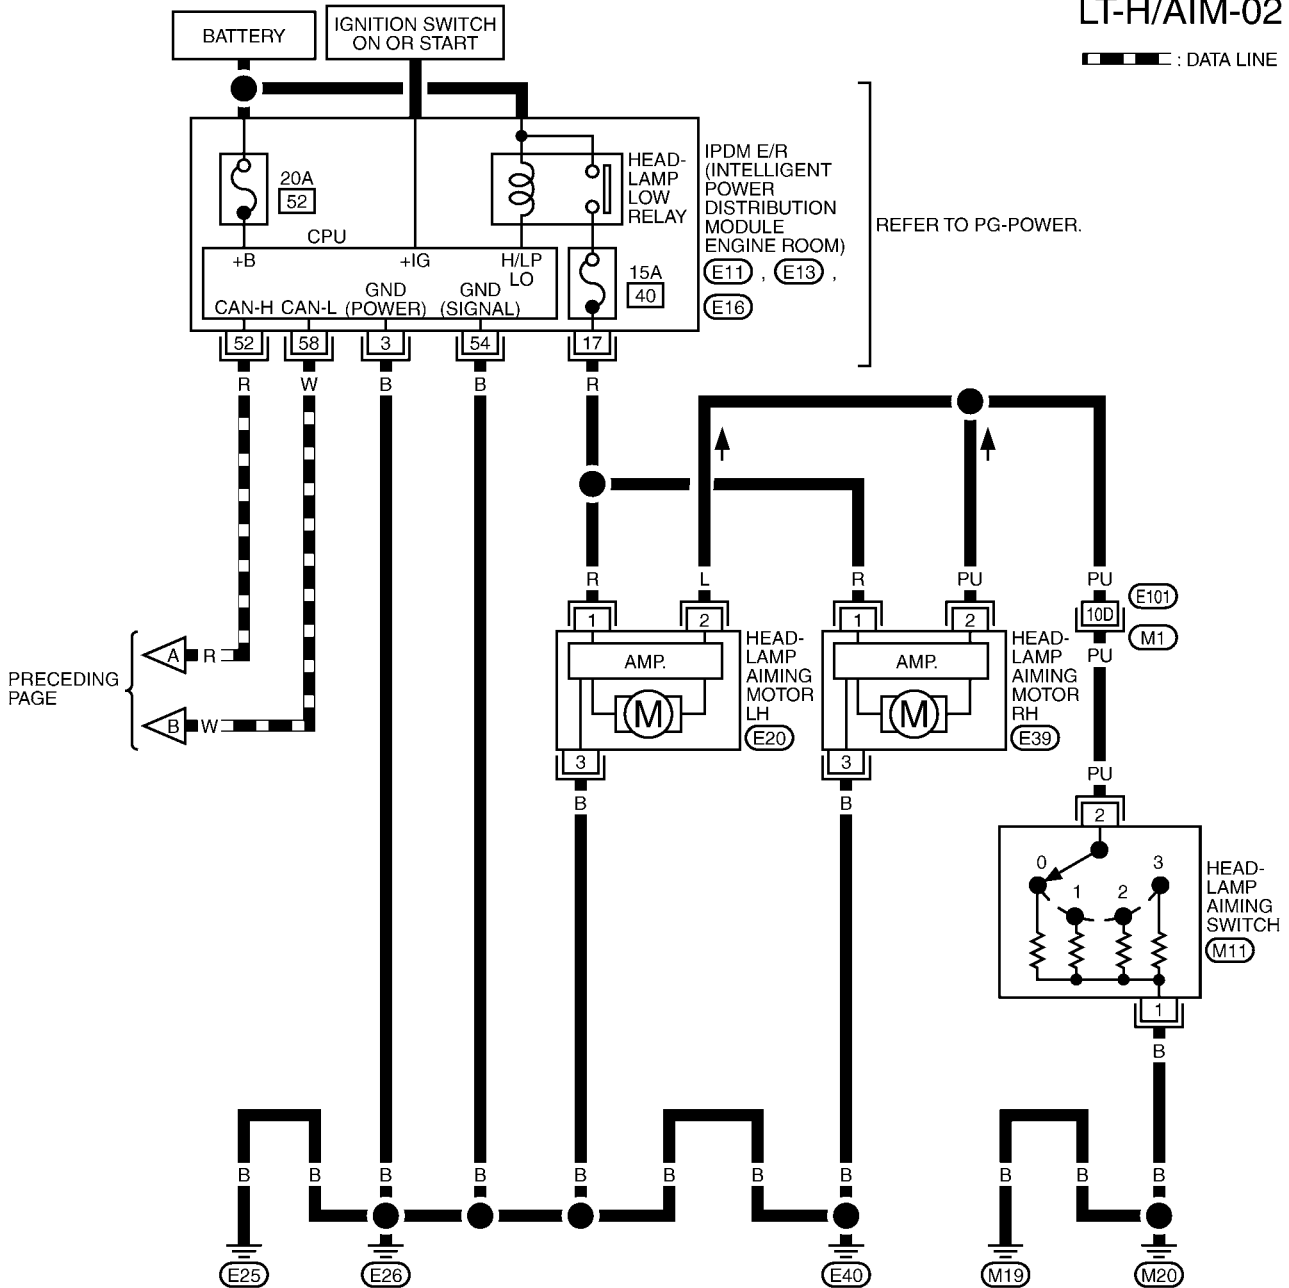 LT-H/AIM-02
: DATA LINE
BATTERY
IGNITION SWITCH
ON OR START
20A
52
HEAD-
LAMP
LOW
RELAY
IPDM E/R
(INTELLIGENT
POWER
DISTRIBUTION
MODULE
ENGINE ROOM)
E11 , E13 ,
E16
REFER TO PG-POWER.
CPU
+B
+IG
H/LP
LO
15A
40
CAN-H
CAN-L
GND
(POWER)
GND
(SIGNAL)
52
58
3
54
17
R
W
B
B
R
R
L
R
PU
PU
1
2
1
2
10D
E101
M1
PU
AMP.
M
HEAD-
LAMP
AIMING
MOTOR
LH
E20
AMP.
M
HEAD-
LAMP
AIMING
MOTOR
RH
E39
PRECEDING
PAGE
A
R
B
W
3
B
3
B
PU
2
0
1
2
3
HEAD-
LAMP
AIMING
SWITCH
M11
1
B
B
B
B
B
B
B
B
B
B
B
B
E25
E26
E40
M19
M20